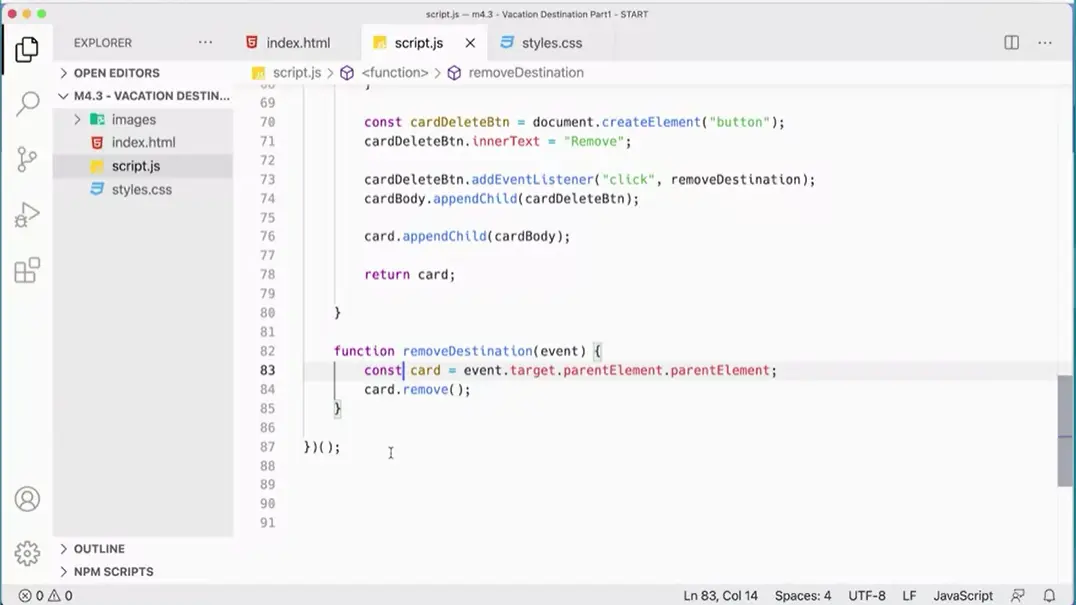 script.js — m4.3 - Vacation Destination Part1 - START
EXPLORER
index.html
script.js
styles.css
OPEN EDITORS
script.js > <function> > removeDestination
M4.3 - VACATION DESTIN...
images
index.html
script.js
styles.css
69
70 const cardDeleteBtn = document.createElement("button");
71 cardDeleteBtn.innerText = "Remove";
72
73 cardDeleteBtn.addEventListener("click", removeDestination);
74 cardBody.appendChild(cardDeleteBtn);
75
76 card.appendChild(cardBody);
77
78 return card;
79
80 }
81
82 function removeDestination(event) {
83 const card = event.target.parentElement.parentElement;
84 card.remove();
85 }
86
87 })();
88
89
90
91
OUTLINE
NPM SCRIPTS
0 0
Ln 83, Col 14 Spaces: 4 UTF-8 LF JavaScript